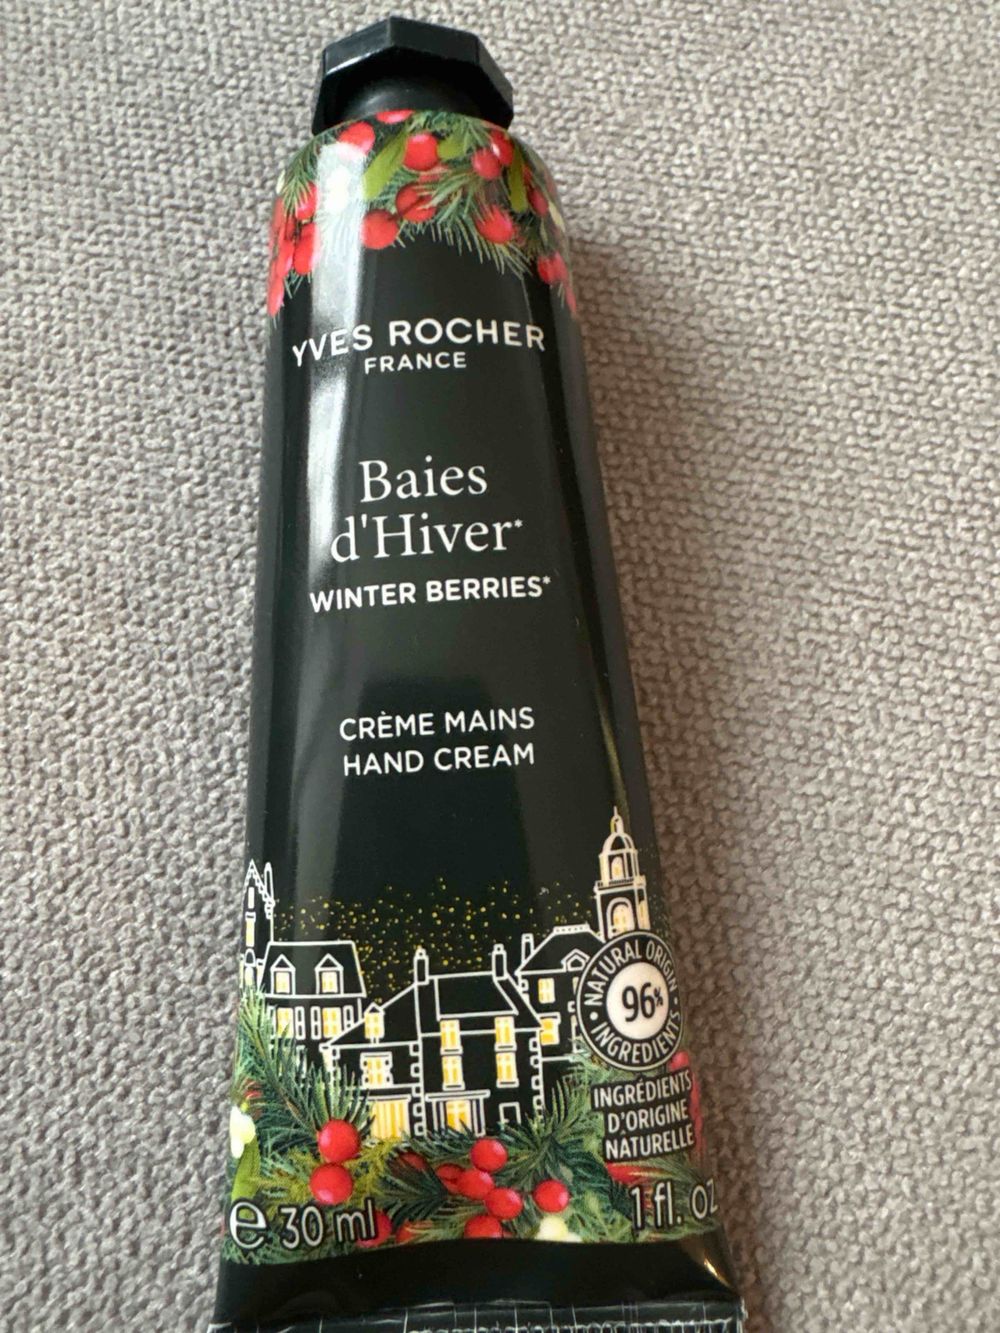 YVES ROCHER
FRANCE
Baies
d'Hiver*
WINTER BERRIES*
CRÈME MAINS
HAND CREAM
NATURAL ORIGIN
96%
INGREDIENTS
INGRÉDIENTS
D'ORIGINE
NATURELLE
e 30 ml
1 fl. oz